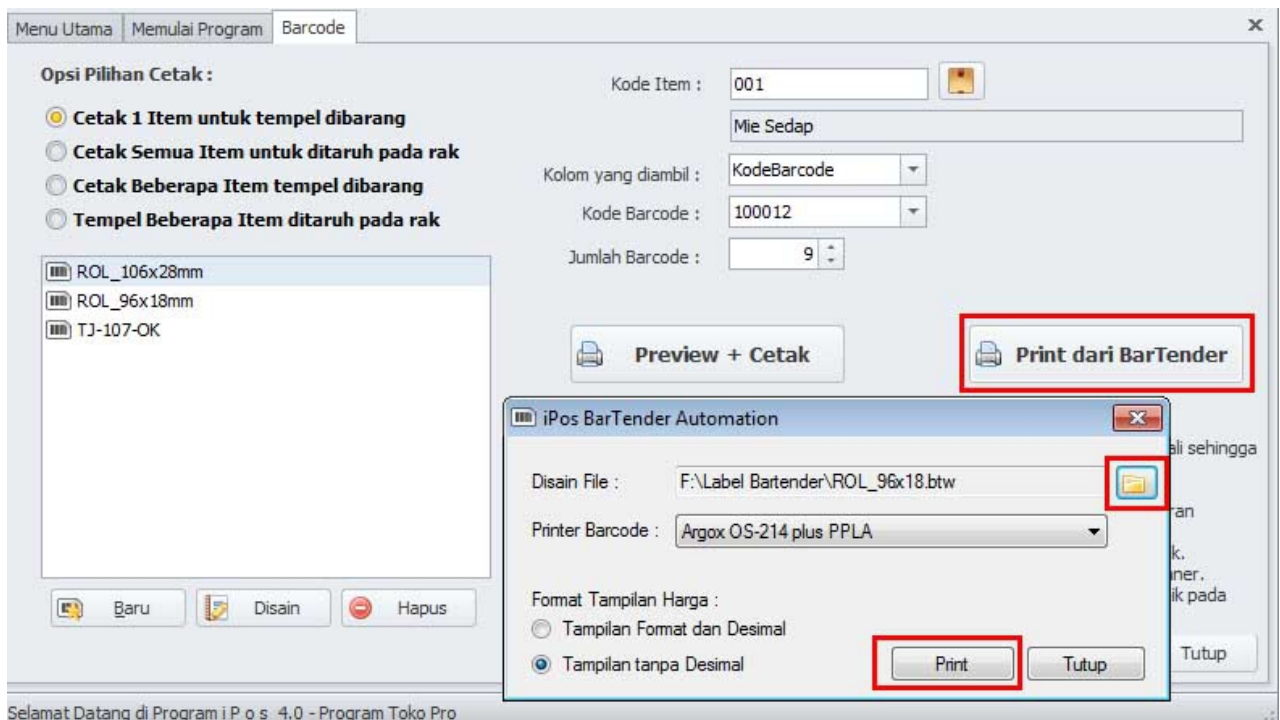 Menu Utama
Memulai Program
Barcode
Opsi Pilihan Cetak :
Cetak 1 Item untuk tempel dibarang
Cetak Semua Item untuk ditaruh pada rak
Cetak Beberapa Item tempel dibarang
Tempel Beberapa Item ditaruh pada rak
ROL_106x28mm
ROL_96x18mm
TJ-107-OK
Baru
Disain
Hapus
Kode Item :
001
Mie Sedap
Kolom yang diambil :
KodeBarcode
Kode Barcode :
100012
Jumlah Barcode :
9
Preview + Cetak
Print dari BarTender
iPos BarTender Automation
Disain File :
F:\Label Bartender\ROL_96x18.btw
Printer Barcode :
Argox OS-214 plus PPLA
Format Tampilan Harga :
Tampilan Format dan Desimal
Tampilan tanpa Desimal
Print
Tutup
sehingga
pada
Tutup
Selamat Datang di Program i P o s 4.0 - Program Toko Pro